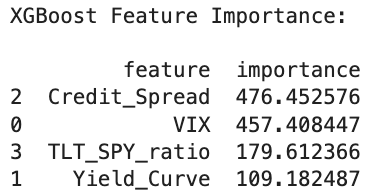 XGBoost Feature Importance:
feature importance
2 Credit_Spread 476.452576
0 VIX 457.408447
3 TLT_SPY_ratio 179.612366
1 Yield_Curve 109.182487